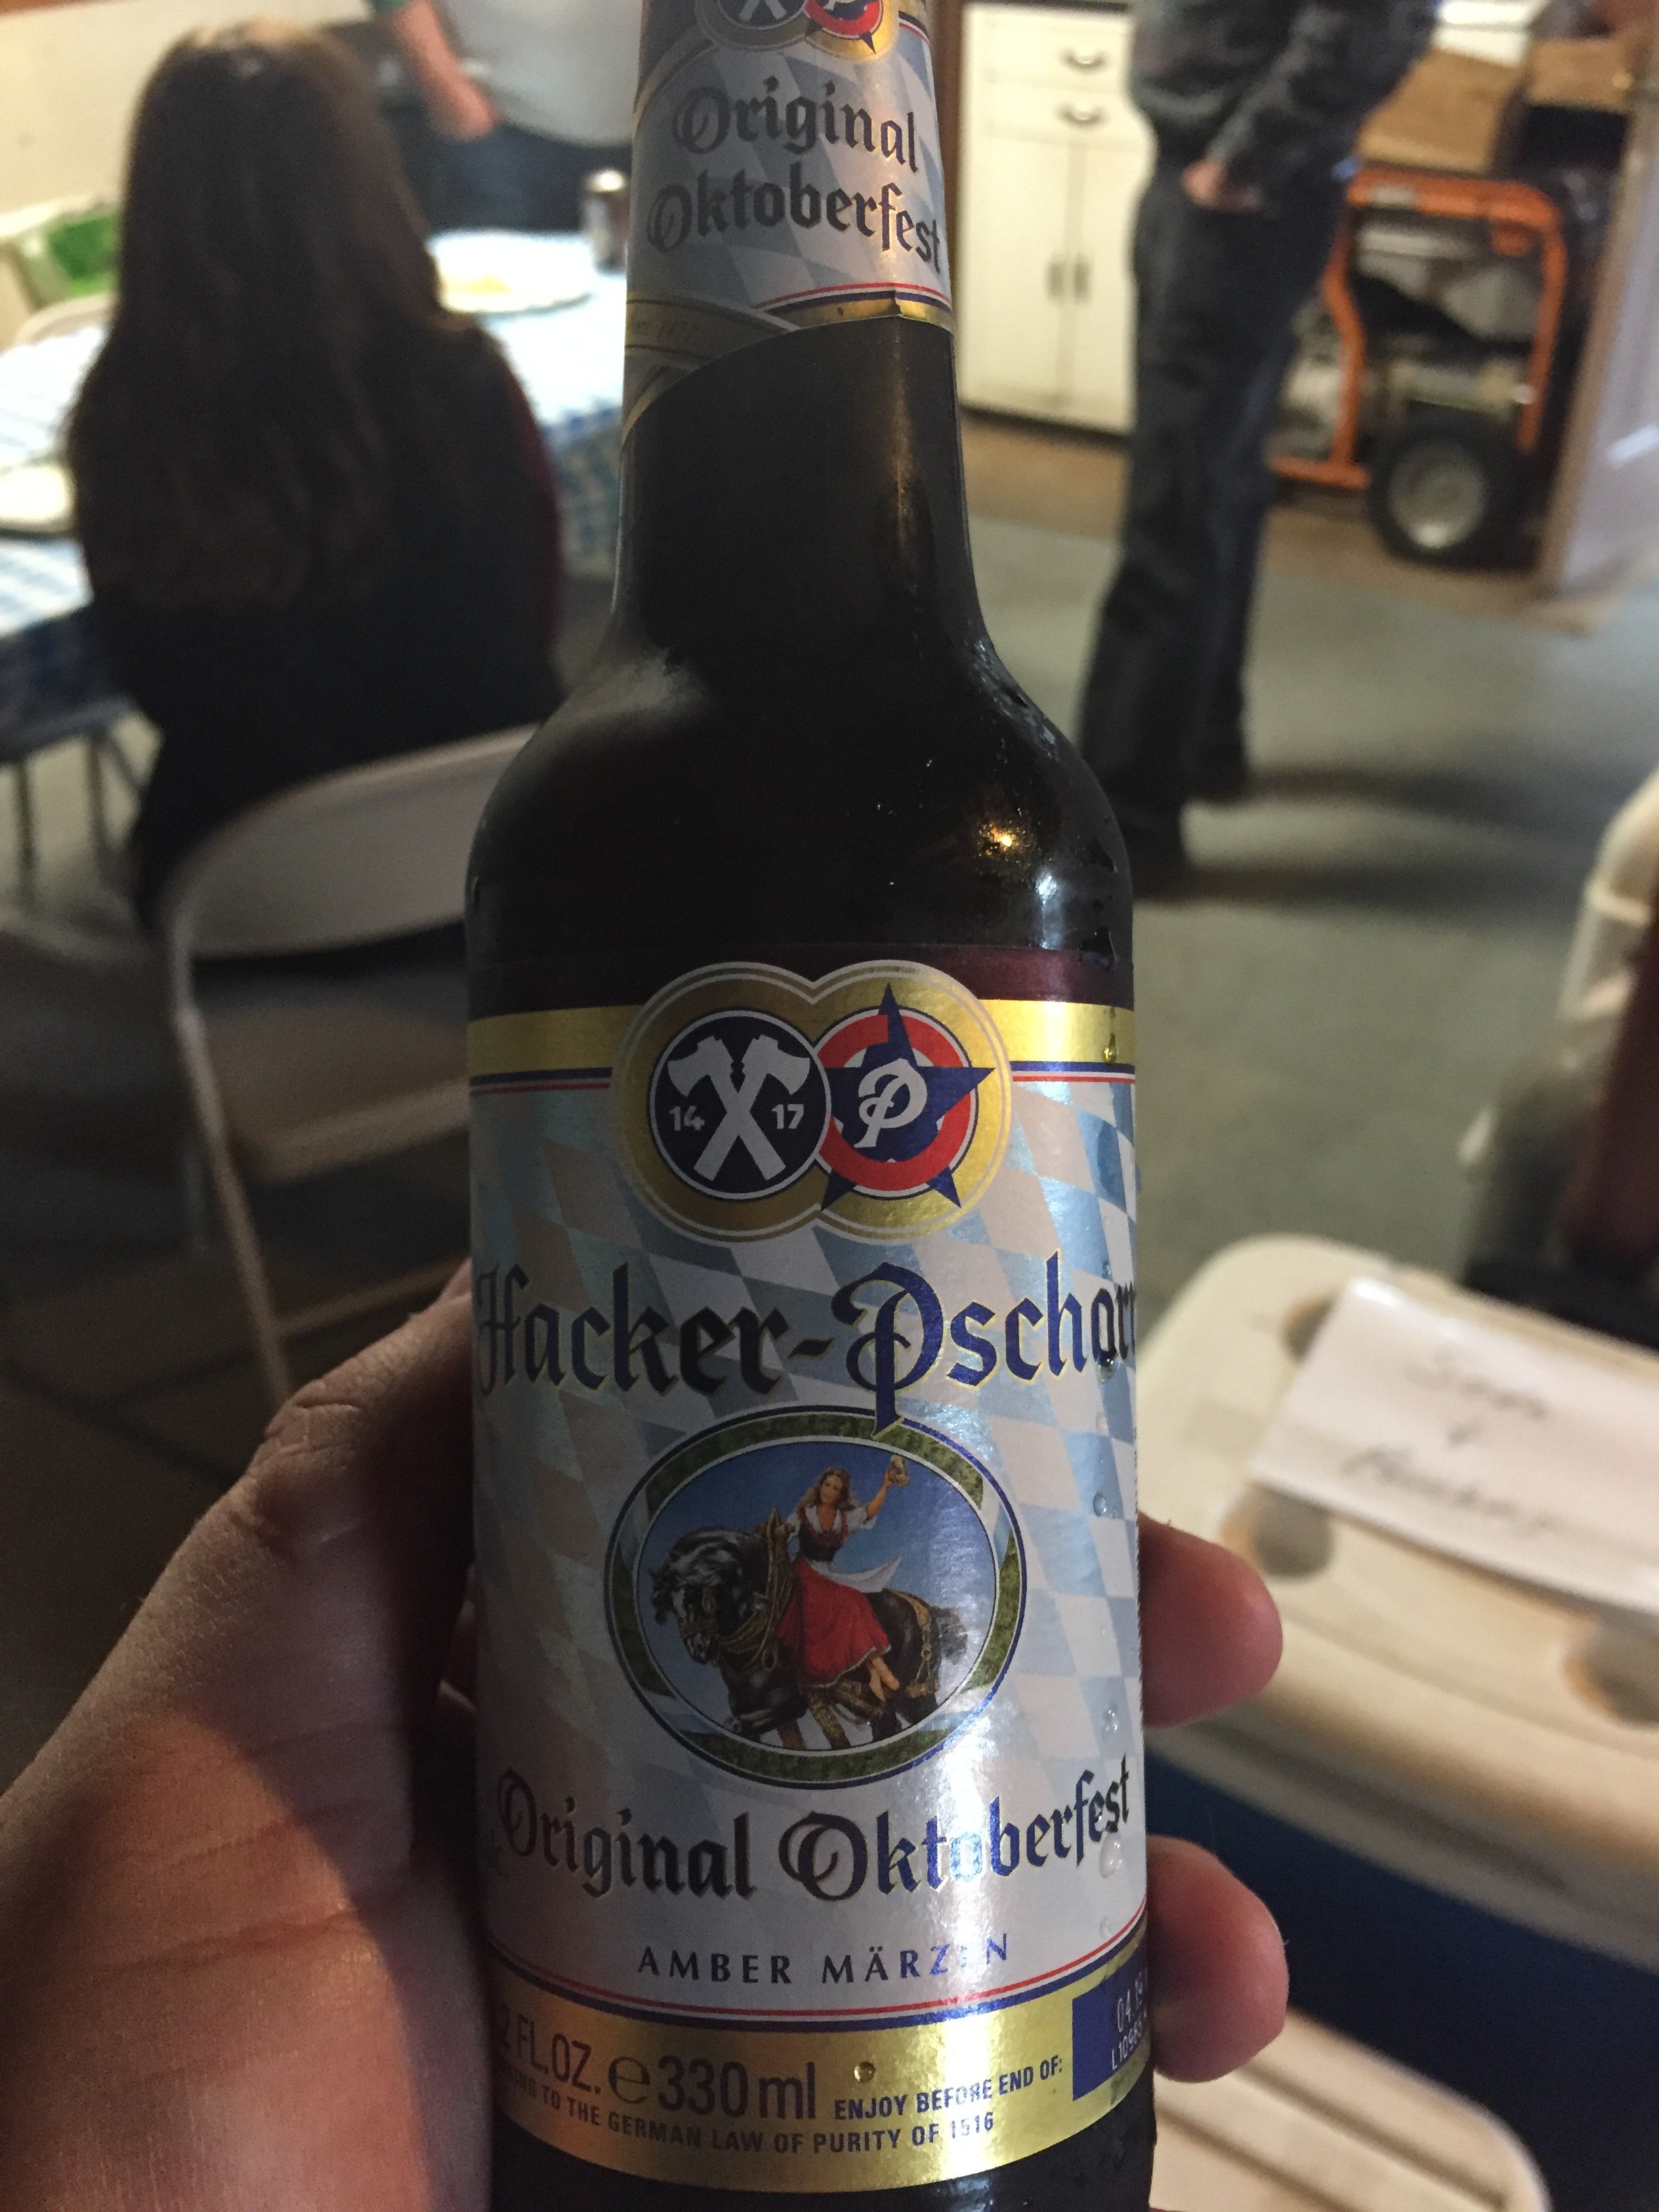 P
Original
Oktoberfest
14 17
P
Hacker-Pschorr
Original Oktoberfest
AMBER MÄRZEN
2 FL.OZ. ℮ 330 ml ENJOY BEFORE END OF:
TO THE GERMAN LAW OF PURITY OF 1516